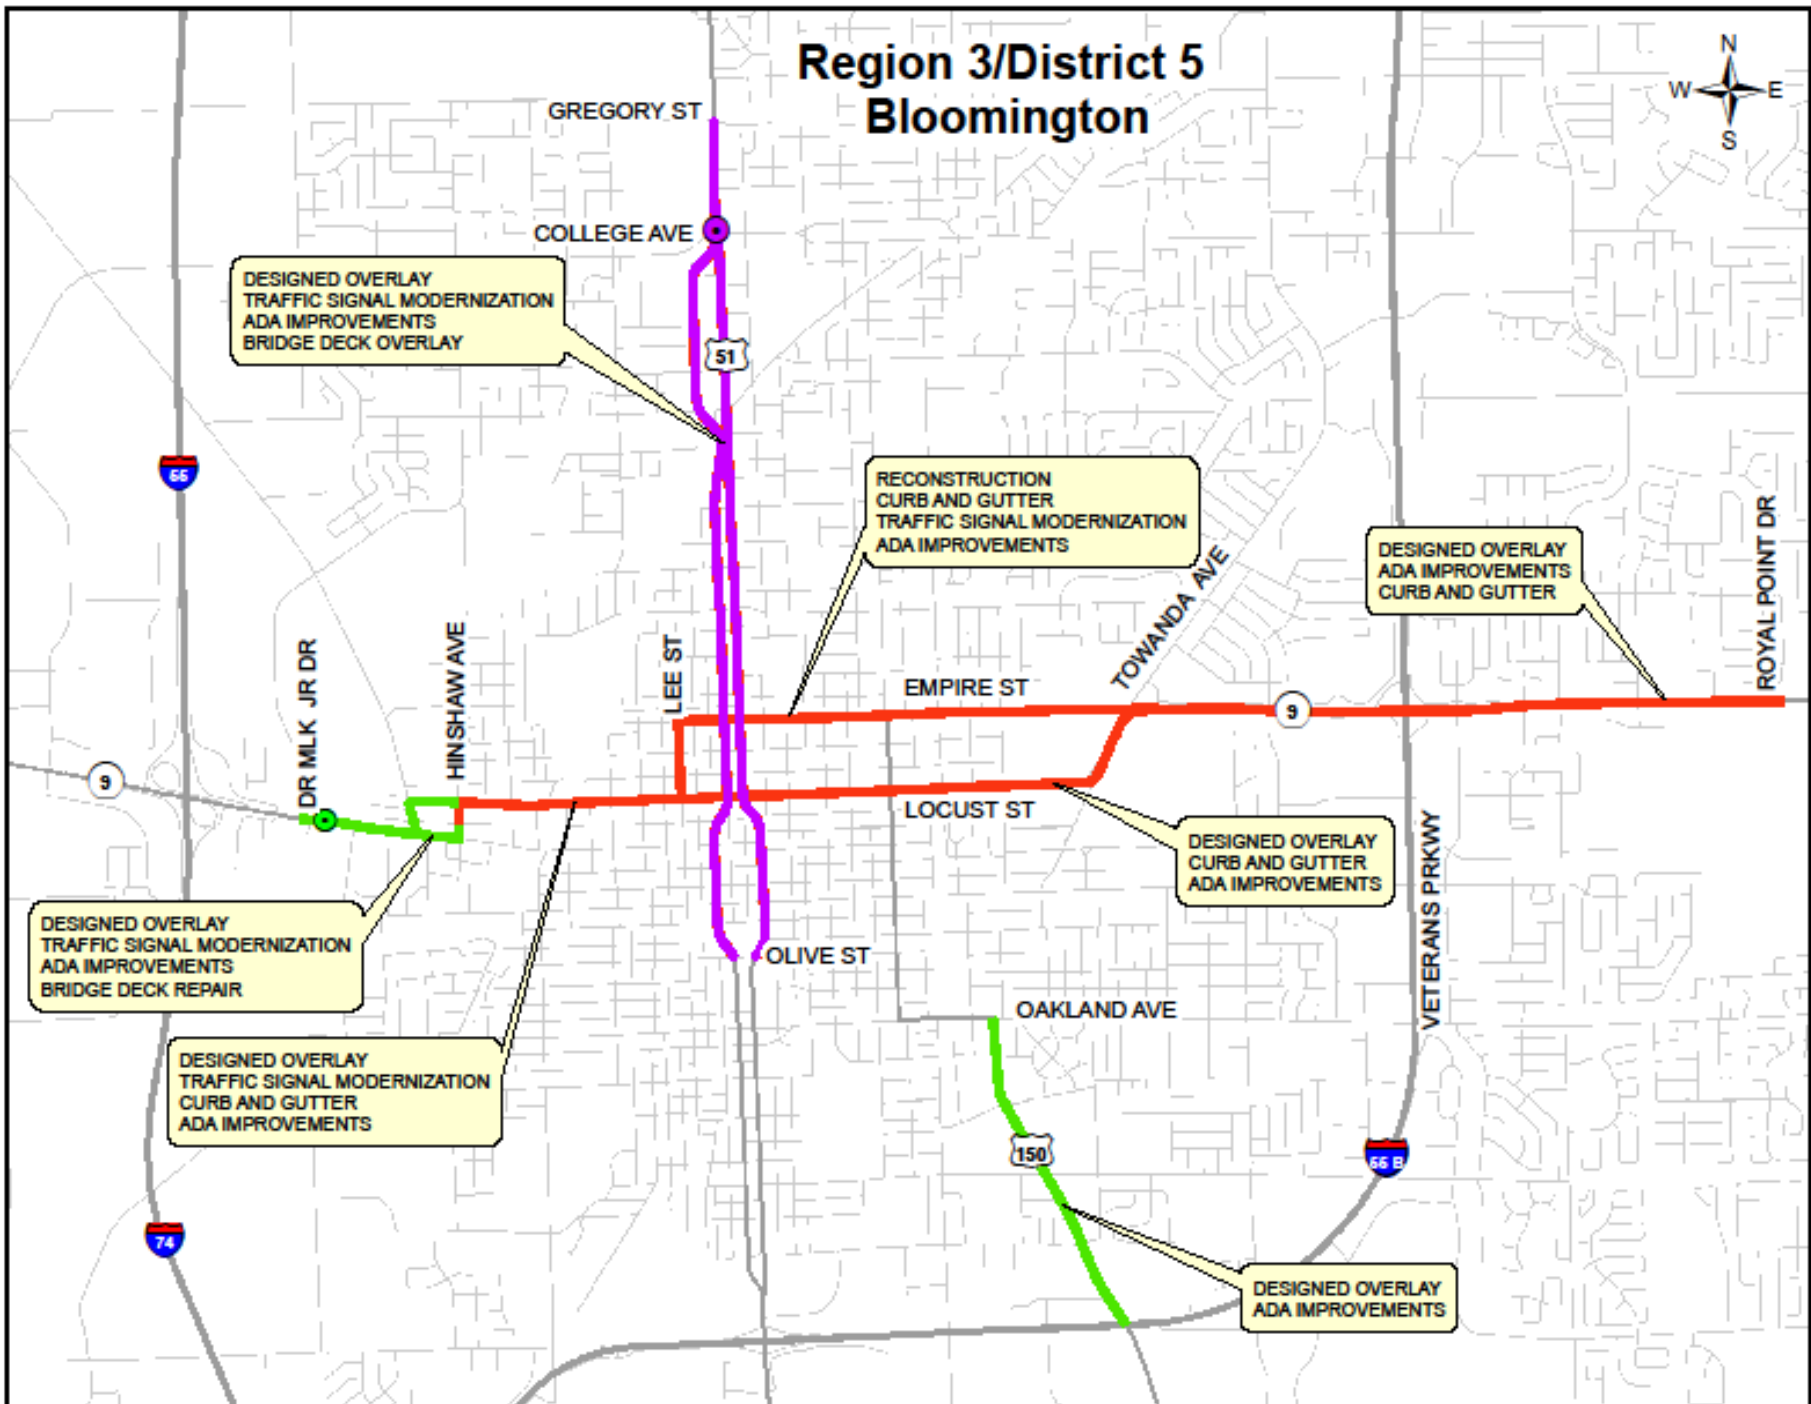 Region 3/District 5
Bloomington
N
W
E
S
GREGORY ST
COLLEGE AVE
DESIGNED OVERLAY
TRAFFIC SIGNAL MODERNIZATION
ADA IMPROVEMENTS
BRIDGE DECK OVERLAY
51
55
RECONSTRUCTION
CURB AND GUTTER
TRAFFIC SIGNAL MODERNIZATION
ADA IMPROVEMENTS
DESIGNED OVERLAY
ADA IMPROVEMENTS
CURB AND GUTTER
ROYAL POINT DR
TOWANDA AVE
LEE ST
HINSHAW AVE
DR MLK JR DR
EMPIRE ST
9
9
LOCUST ST
DESIGNED OVERLAY
CURB AND GUTTER
ADA IMPROVEMENTS
VETERANS PRKWY
DESIGNED OVERLAY
TRAFFIC SIGNAL MODERNIZATION
ADA IMPROVEMENTS
BRIDGE DECK REPAIR
OLIVE ST
OAKLAND AVE
DESIGNED OVERLAY
TRAFFIC SIGNAL MODERNIZATION
CURB AND GUTTER
ADA IMPROVEMENTS
150
55 B
74
DESIGNED OVERLAY
ADA IMPROVEMENTS